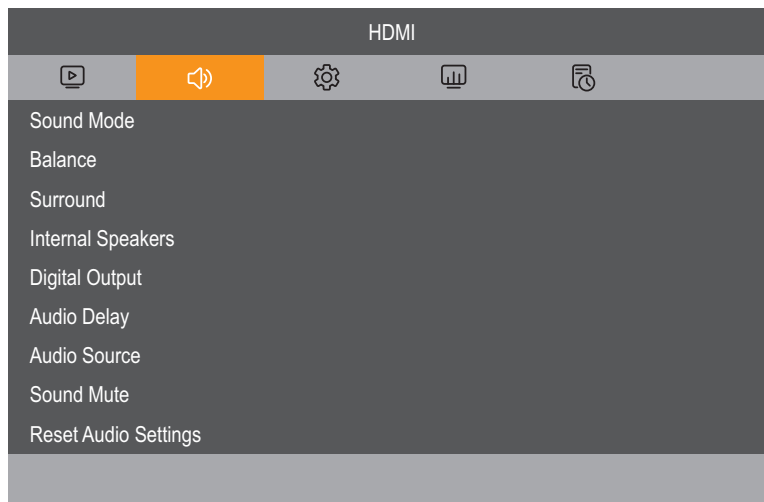 HDMI
Sound Mode
Balance
Surround
Internal Speakers
Digital Output
Audio Delay
Audio Source
Sound Mute
Reset Audio Settings